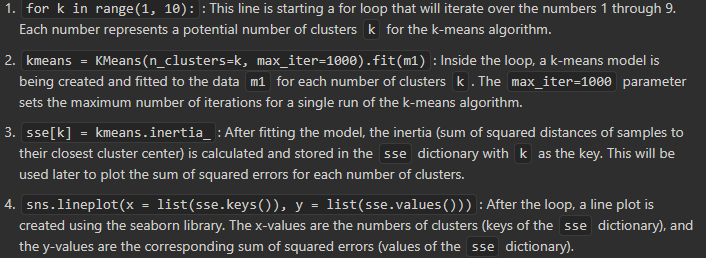 1. for k in range(1, 10): : This line is starting a for loop that will iterate over the numbers 1 through 9.
Each number represents a potential number of clusters k for the k-means algorithm.
2. kmeans = KMeans(n_clusters=k, max_iter=1000).fit(m1) : Inside the loop, a k-means model is
being created and fitted to the data m1 for each number of clusters k . The max_iter=1000 parameter
sets the maximum number of iterations for a single run of the k-means algorithm.
3. sse[k] = kmeans.inertia_ : After fitting the model, the inertia (sum of squared distances of samples to
their closest cluster center) is calculated and stored in the sse dictionary with k as the key. This will be
used later to plot the sum of squared errors for each number of clusters.
4. sns.lineplot(x = list(sse.keys()), y = list(sse.values())) : After the loop, a line plot is
created using the seaborn library. The x-values are the numbers of clusters (keys of the sse dictionary), and
the y-values are the corresponding sum of squared errors (values of the sse dictionary).